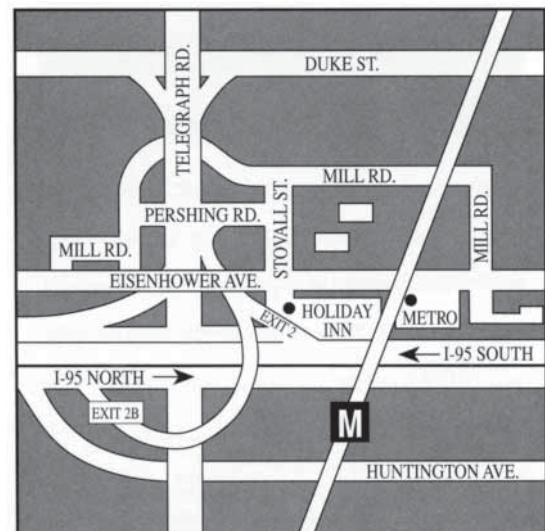 DUKE ST.
TELEGRAPH RD.
MILL RD.
STOVALL ST.
PERSHING RD.
MILL RD.
MILL RD.
EISENHOWER AVE.
EXIT 2
HOLIDAY
INN
METRO
I-95 SOUTH
I-95 NORTH
EXIT 2B
M
HUNTINGTON AVE.